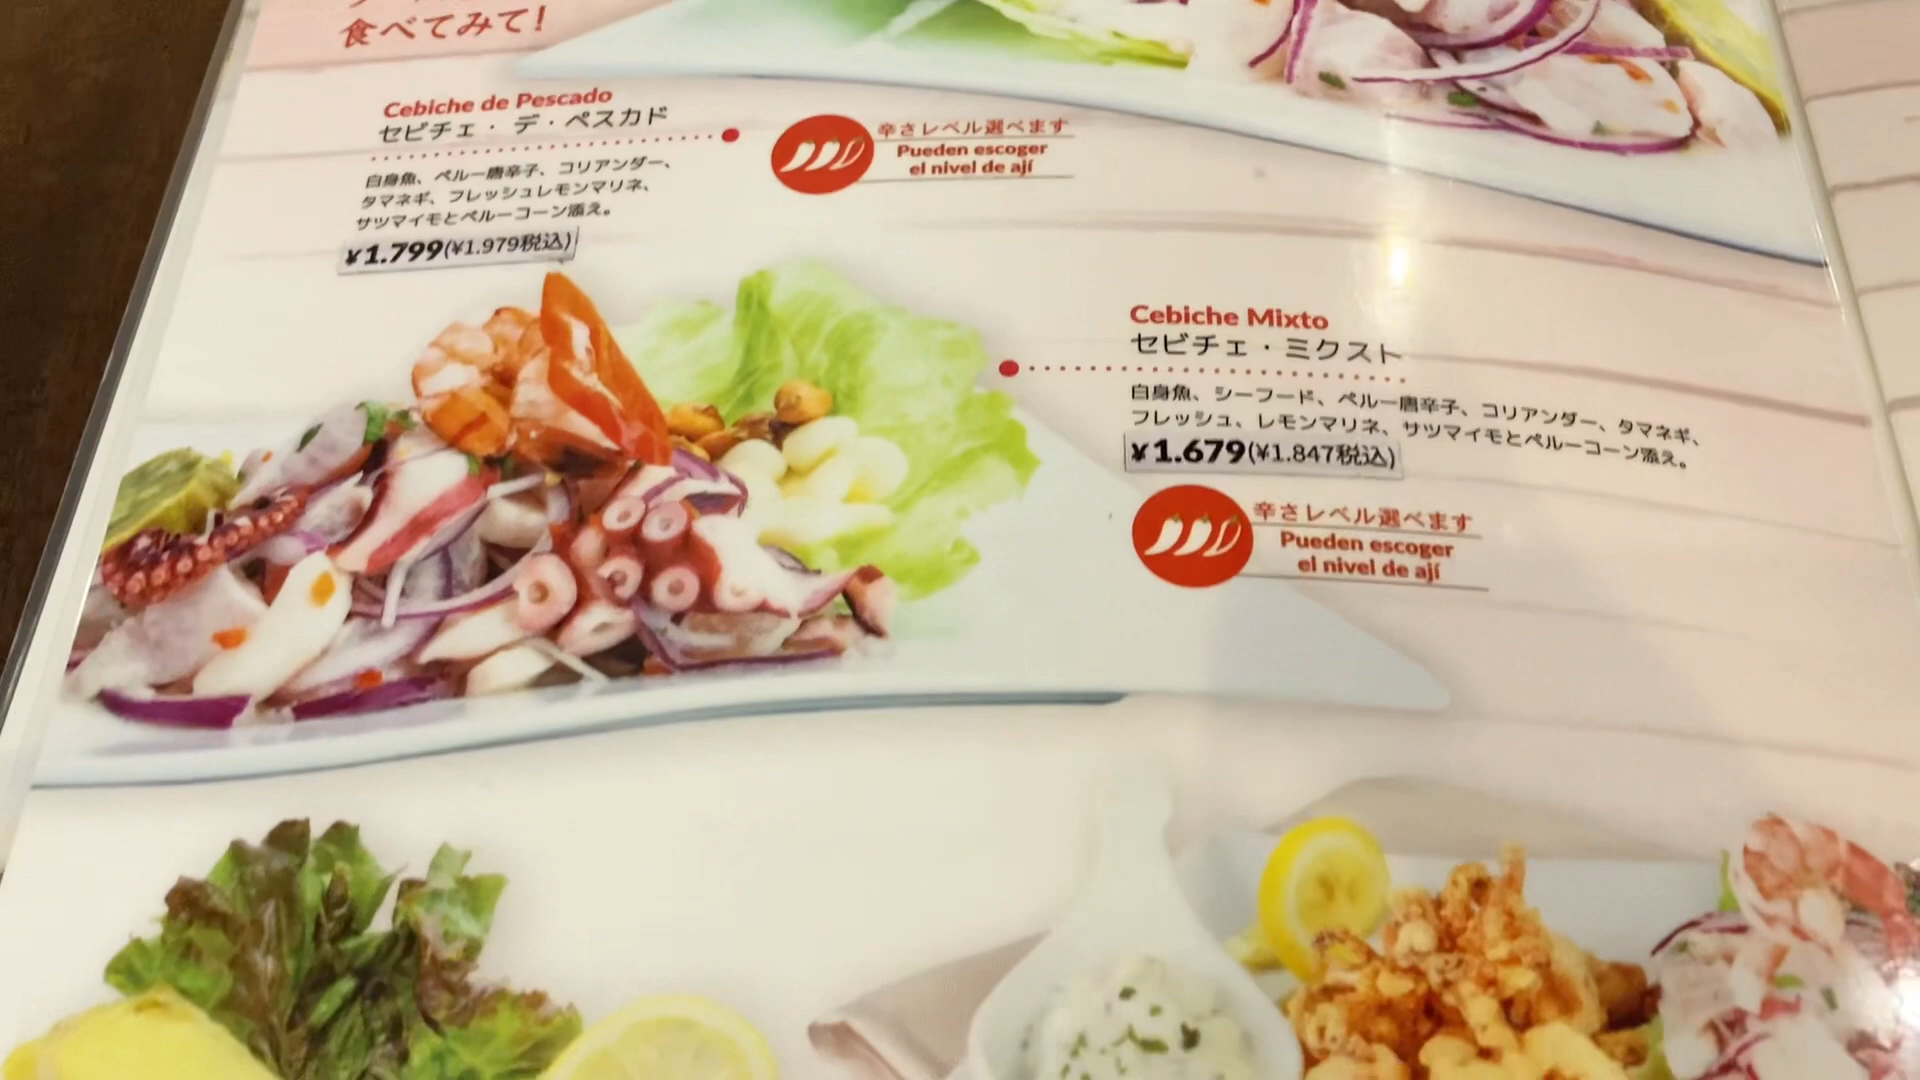 食べてみて!
Cebiche de Pescado
セビチェ・デ・ペスカド
白身魚、ペルー唐辛子、コリアンダー、
タマネギ、フレッシュレモンマリネ、
サツマイモとペルーコーン添え。
¥1.799(¥1.979税込)
辛さレベル選べます
Pueden escoger
el nivel de ají
Cebiche Mixto
セビチェ・ミクスト
白身魚、シーフード、ペルー唐辛子、コリアンダー、タマネギ、
フレッシュ、レモンマリネ、サツマイモとペルーコーン添え。
¥1.679(¥1.847税込)
辛さレベル選べます
Pueden escoger
el nivel de ají